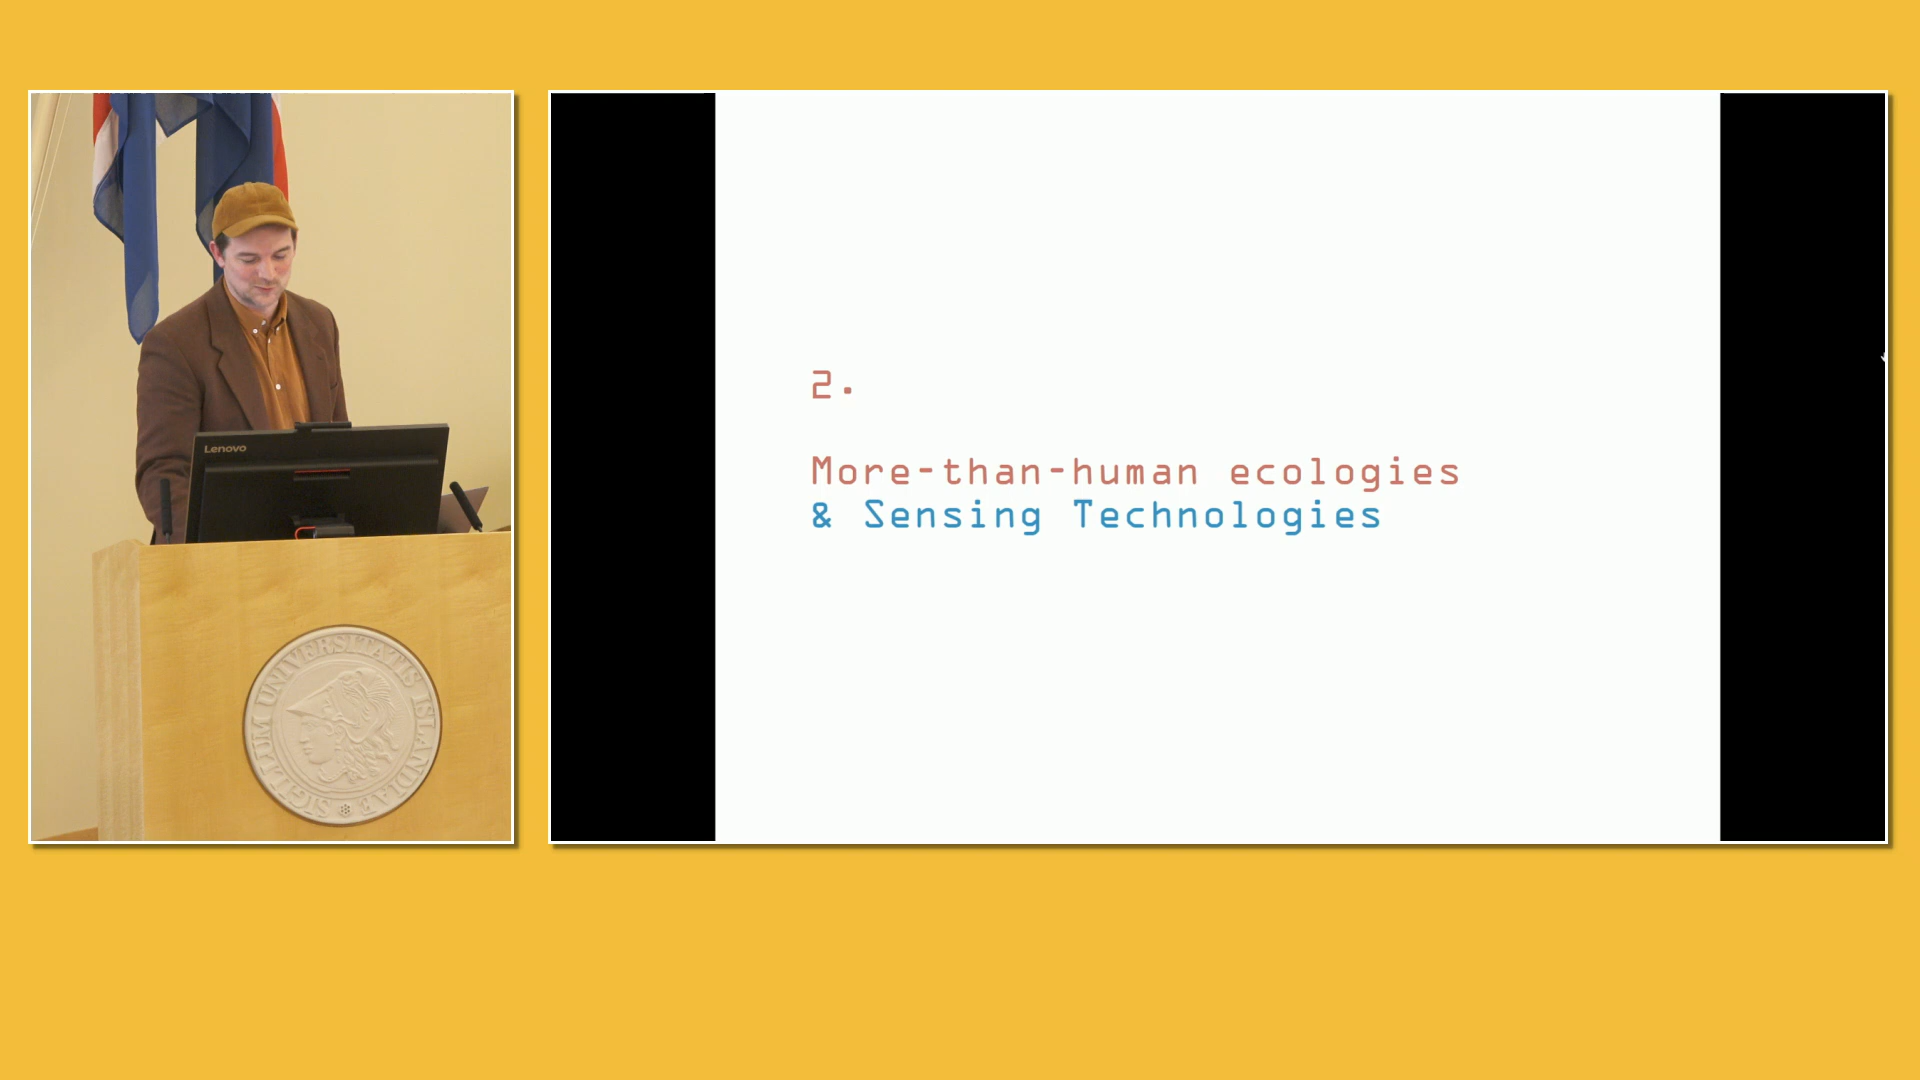 Lenovo
SIGILLUM UNIVERSITATIS ISLANDIAE
2.
More-than-human ecologies
& Sensing Technologies